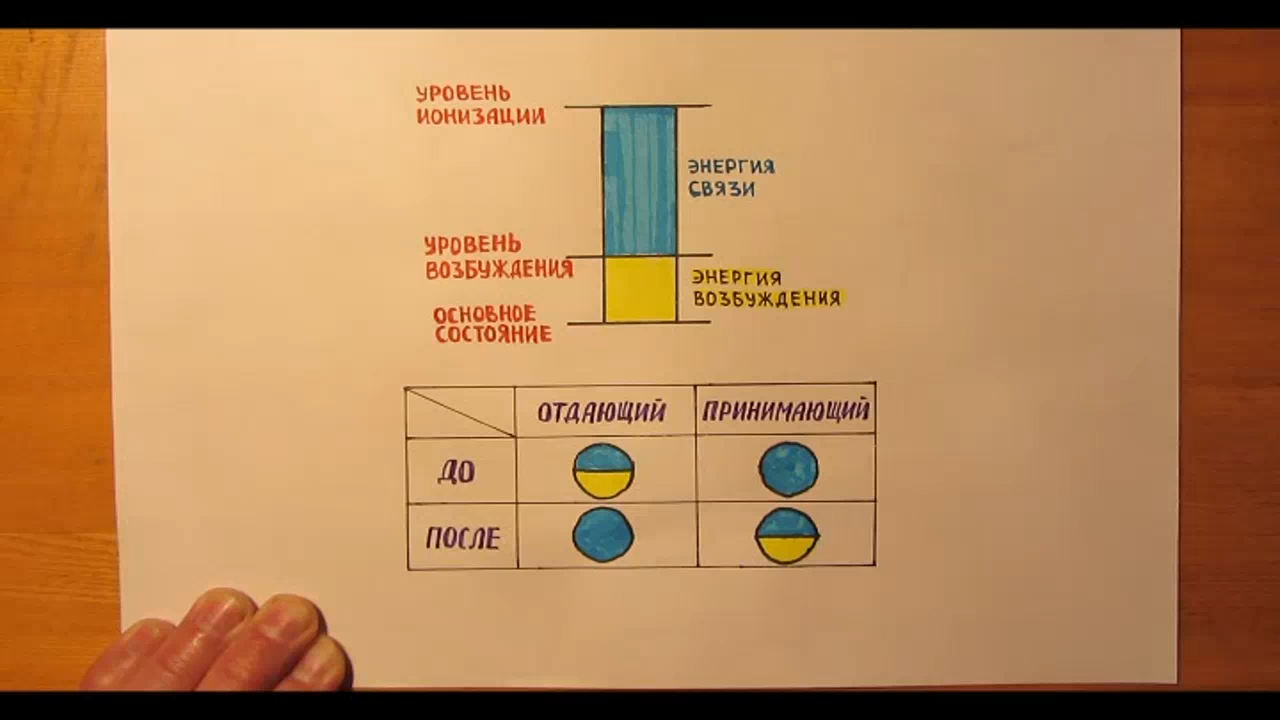 УРОВЕНЬ
ИОНИЗАЦИИ
ЭНЕРГИЯ
СВЯЗИ
УРОВЕНЬ
ВОЗБУЖДЕНИЯ
ЭНЕРГИЯ
ВОЗБУЖДЕНИЯ
ОСНОВНОЕ
СОСТОЯНИЕ
ОТДАЮЩИЙ ПРИНИМАЮЩИЙ
ДО
ПОСЛЕ